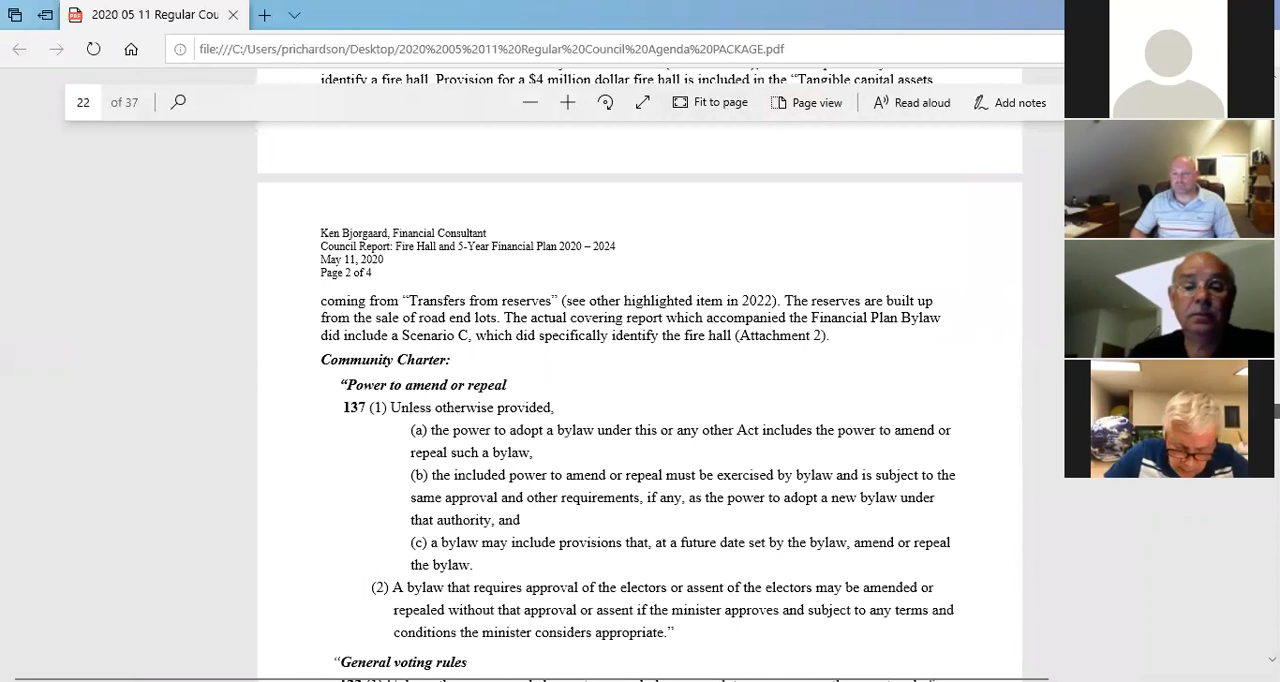 2020 05 11 Regular Cou
file:///C:/Users/prichardson/Desktop/2020%2005%2011%20Regular%20Council%20Agenda%20PACKAGE.pdf
identify a fire hall. Provision for a $4 million dollar fire hall is included in the “Tangible capital assets
22 of 37
Fit to page
Page view
Read aloud
Add notes
Ken Bjorgaard, Financial Consultant
Council Report: Fire Hall and 5-Year Financial Plan 2020 – 2024
May 11, 2020
Page 2 of 4
coming from “Transfers from reserves” (see other highlighted item in 2022). The reserves are built up
from the sale of road end lots. The actual covering report which accompanied the Financial Plan Bylaw
did include a Scenario C, which did specifically identify the fire hall (Attachment 2).
Community Charter:
“Power to amend or repeal
137 (1) Unless otherwise provided,
(a) the power to adopt a bylaw under this or any other Act includes the power to amend or
repeal such a bylaw,
(b) the included power to amend or repeal must be exercised by bylaw and is subject to the
same approval and other requirements, if any, as the power to adopt a new bylaw under
that authority, and
(c) a bylaw may include provisions that, at a future date set by the bylaw, amend or repeal
the bylaw.
(2) A bylaw that requires approval of the electors or assent of the electors may be amended or
repealed without that approval or assent if the minister approves and subject to any terms and
conditions the minister considers appropriate.”
“General voting rules